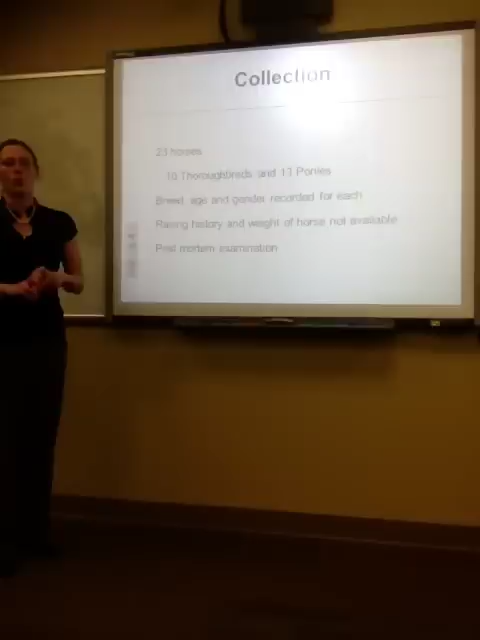 Collection
23 horses
10 Thoroughbreds and 13 Ponies
Breed, age and gender recorded for each
Racing history and weight of horse not available
Post mortem examination